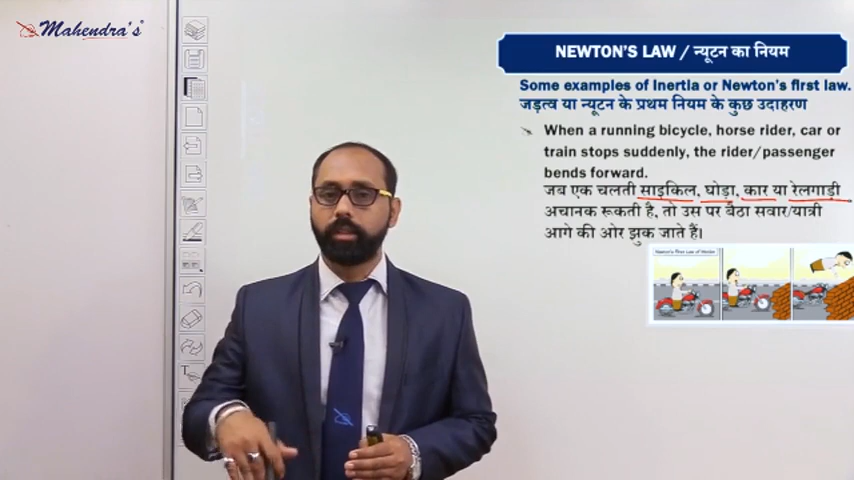 Mahendra's
NEWTON'S LAW / न्यूटन का नियम
Some examples of Inertia or Newton's first law.
जड़त्व या न्यूटन के प्रथम नियम के कुछ उदाहरण
When a running bicycle, horse rider, car or
train stops suddenly, the rider/passenger
bends forward.
जब एक चलती साइकिल, घोड़ा, कार या रेलगाड़ी
अचानक रूकती है, तो उस पर बैठा सवार/यात्री
आगे की ओर झुक जाते हैं।
Newton's First Law of Motion